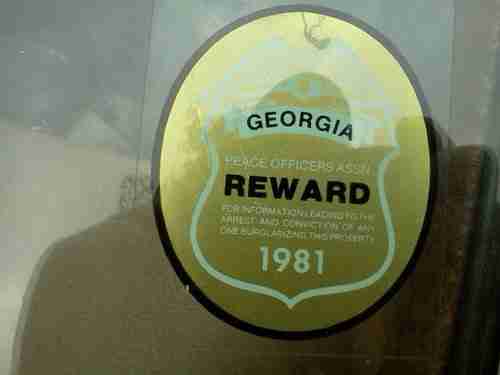 GEORGIA
PEACE OFFICERS ASSN.
REWARD
FOR INFORMATION LEADING TO THE
ARREST AND CONVICTION OF ANY
ONE BURGLARIZING THIS PROPERTY
1981